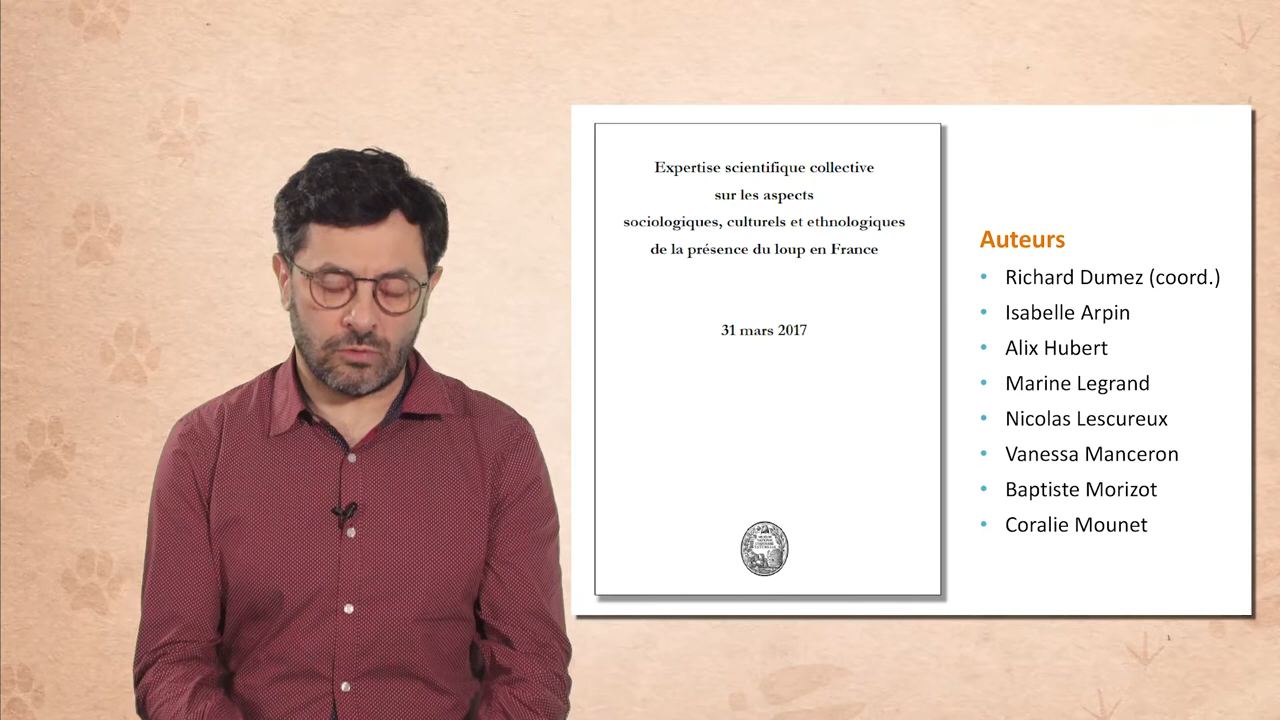 Expertise scientifique collective
sur les aspects
sociologiques, culturels et ethnologiques
de la présence du loup en France
31 mars 2017
Auteurs
• Richard Dumez (coord.)
• Isabelle Arpin
• Alix Hubert
• Marine Legrand
• Nicolas Lescureux
• Vanessa Manceron
• Baptiste Morizot
• Coralie Mounet